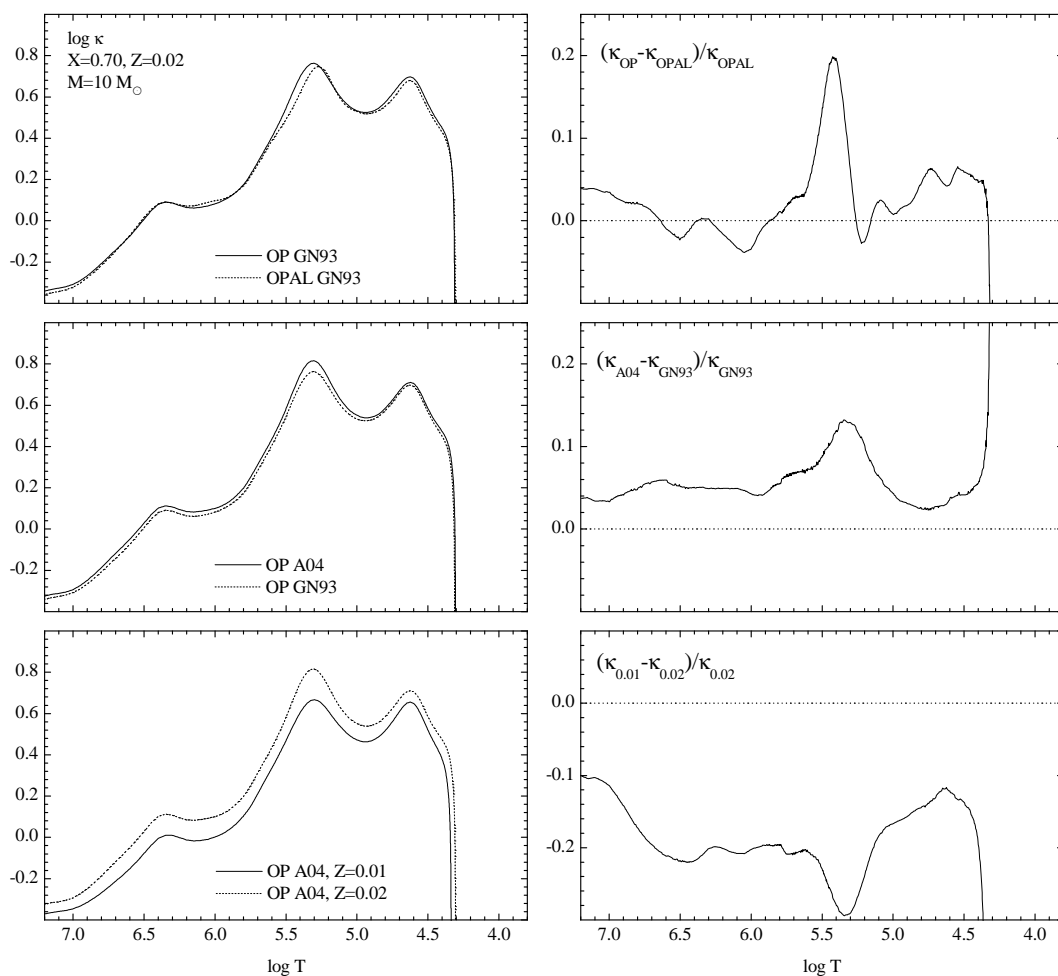 log κ
X=0.70, Z=0.02
M=10 M☉
0.8
0.6
0.4
0.2
0.0
-0.2
OP GN93
OPAL GN93
(κOP-κOPAL)/κOPAL
0.2
0.1
0.0
0.8
0.6
0.4
0.2
0.0
-0.2
OP A04
OP GN93
(κA04-κGN93)/κGN93
0.2
0.1
0.0
0.8
0.6
0.4
0.2
0.0
-0.2
OP A04, Z=0.01
OP A04, Z=0.02
7.0 6.5 6.0 5.5 5.0 4.5 4.0
log T
(κ0.01-κ0.02)/κ0.02
0.0
-0.1
-0.2
7.0 6.5 6.0 5.5 5.0 4.5 4.0
log T